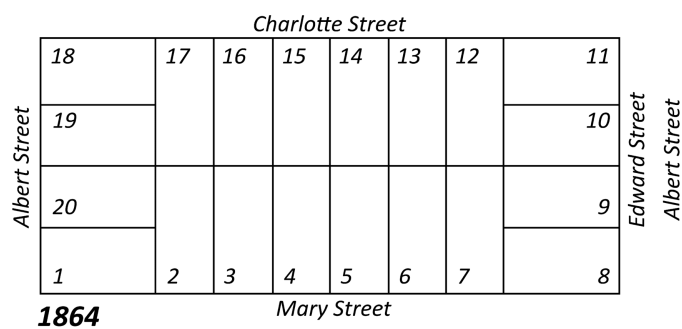 Charlotte Street
18 17 16 15 14 13 12 11
19 10
20 9
1 2 3 4 5 6 7 8
Albert Street
Edward Street
Albert Street
Mary Street
1864